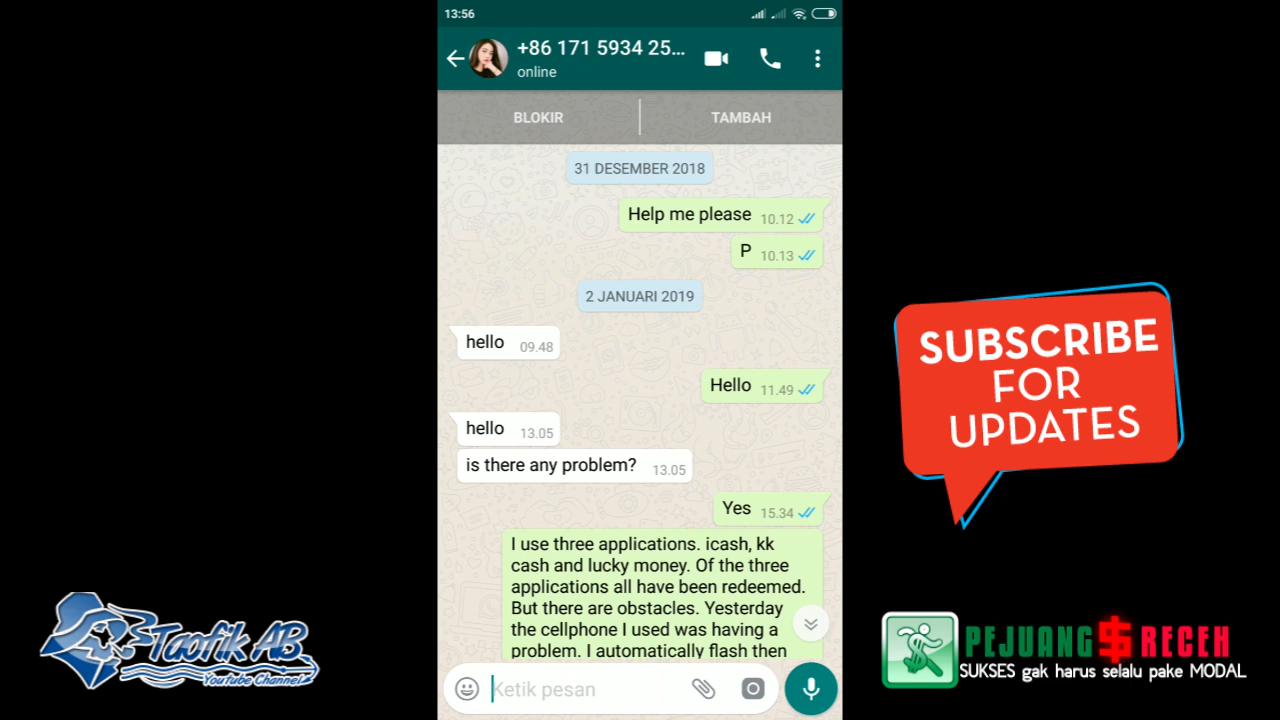 13:56
+86 171 5934 25...
online
BLOKIR
TAMBAH
31 DESEMBER 2018
Help me please 10.12
P 10.13
2 JANUARI 2019
hello 09.48
Hello 11.49
hello 13.05
is there any problem? 13.05
Yes 15.34
I use three applications. icash, kk
cash and lucky money. Of the three
applications all have been redeemed.
But there are obstacles. Yesterday
the cellphone I used was having a
problem. I automatically flash then
Ketik pesan
SUBSCRIBE
FOR
UPDATES
Taofik AB
YouTube Channel
PEJUANG $ RECEH
SUKSES gak harus selalu pake MODAL